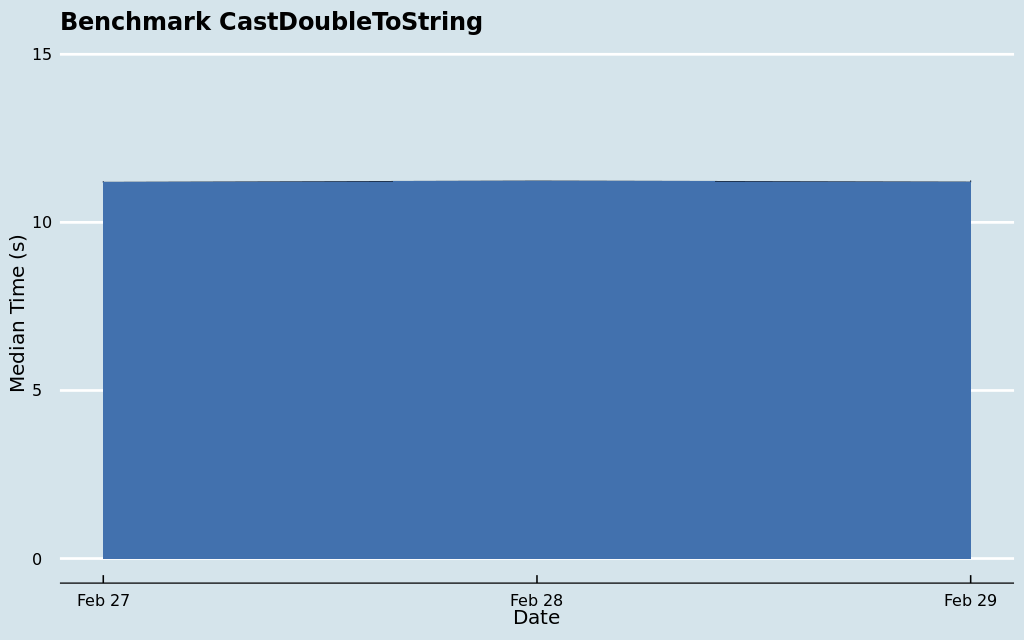 Benchmark CastDoubleToString
15
10
5
0
Median Time (s)
Feb 27
Feb 28
Feb 29
Date